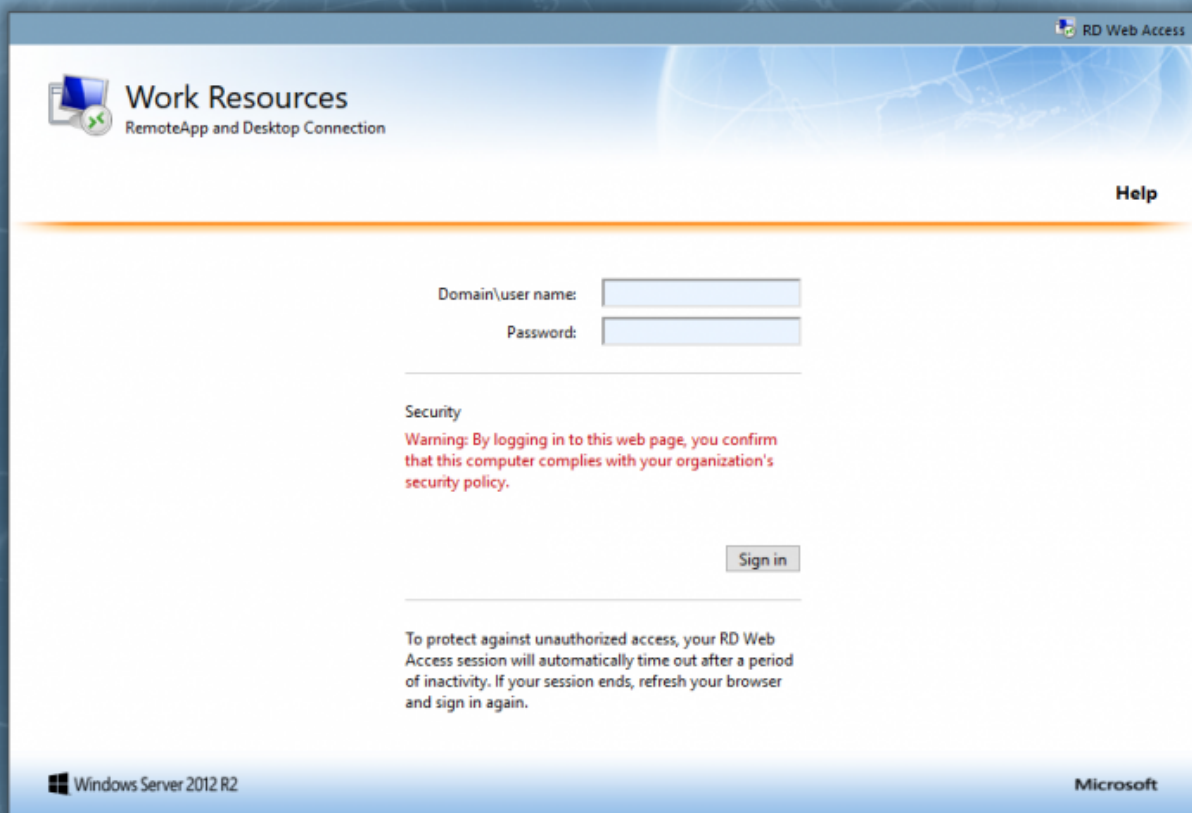 RD Web Access
Work Resources
RemoteApp and Desktop Connection
Help
Domain\user name:
Password:
Security
Warning: By logging in to this web page, you confirm
that this computer complies with your organization's
security policy.
Sign in
To protect against unauthorized access, your RD Web
Access session will automatically time out after a period
of inactivity. If your session ends, refresh your browser
and sign in again.
Windows Server 2012 R2
Microsoft